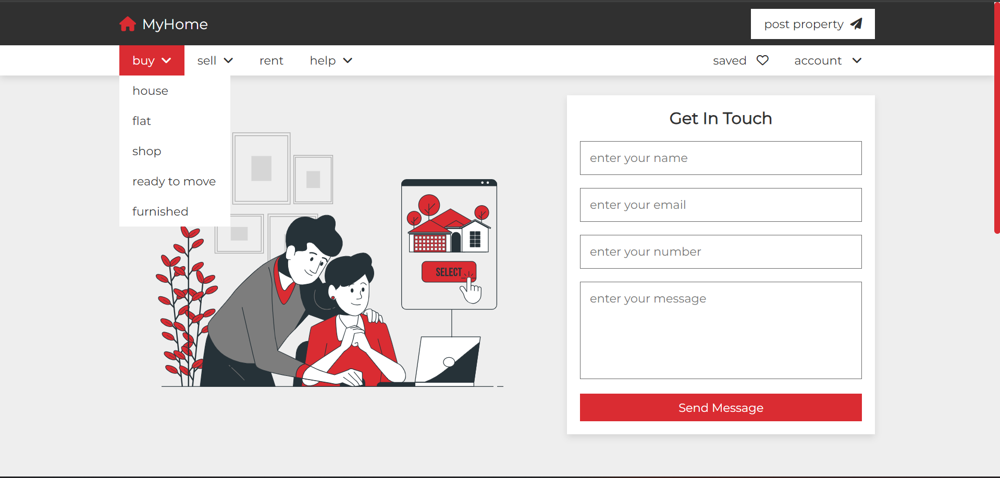 MyHome
post property
buy
sell
rent
help
saved
account
house
flat
shop
ready to move
furnished
SELECT
Get In Touch
enter your name
enter your email
enter your number
enter your message
Send Message